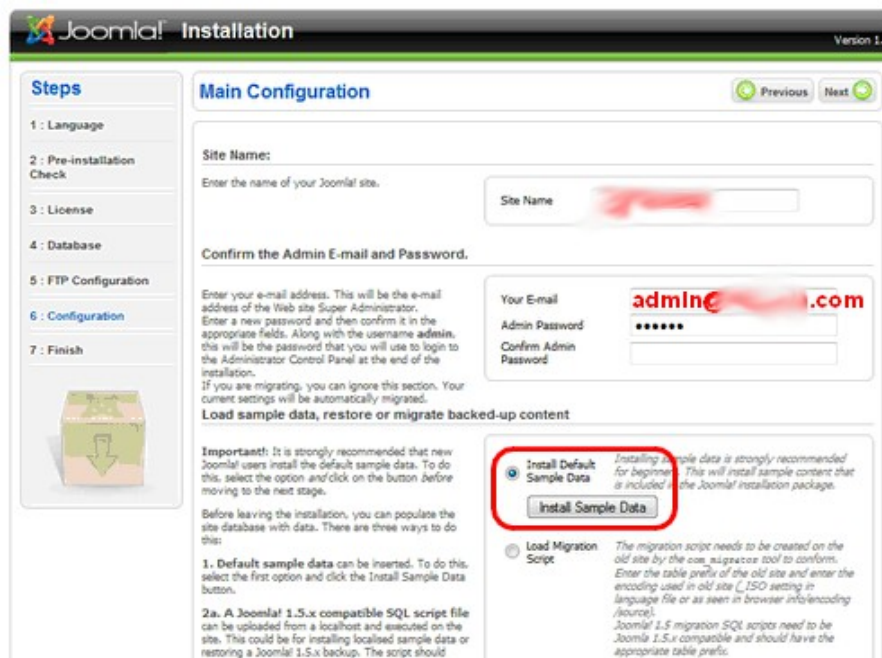 Joomla! Installation
Version 1.
Steps
1 : Language
2 : Pre-installation
Check
3 : License
4 : Database
5 : FTP Configuration
6 : Configuration
7 : Finish
Main Configuration
Previous
Next
Site Name:
Enter the name of your Joomla! site.
Site Name
Confirm the Admin E-mail and Password.
Enter your e-mail address. This will be the e-mail
address of the Web site Super Administrator.
Enter a new password and then confirm it in the
appropriate fields. Along with the username admin,
this will be the password that you will use to login to
the Administrator Control Panel at the end of the
installation.
If you are migrating, you can ignore this section. Your
current settings will be automatically migrated.
Your E-mail
admin@ .com
Admin Password
••••••
Confirm Admin
Password
Load sample data, restore or migrate backed-up content
Important!: It is strongly recommended that new
Joomla! users install the default sample data. To do
this, select the option and click on the button before
moving to the next stage.
Before leaving the installation, you can populate the
site database with data. There are three ways to do
this:
1. Default sample data can be inserted. To do this,
select the first option and click the Install Sample Data
button.
2a. A Joomla! 1.5.x compatible SQL script file
can be uploaded from a localhost and executed on the
site. This could be for installing localised sample data or
restoring a Joomla! 1.5.x backup. The script should
Install Default
Sample Data
Installing sample data is strongly recommended
for beginners. This will install sample content that
is included in the Joomla! installation package.
Install Sample Data
Load Migration
Script
The migration script needs to be created on the
old site by the com_migrator tool to conform.
Enter the table prefix of the old site and enter the
encoding used in old site (_ISO setting in
language file or as seen in browser info/encoding
/source).
Joomla! 1.5 migration SQL scripts need to be
Joomla 1.5.x compatible and should have the
appropriate table prefix.